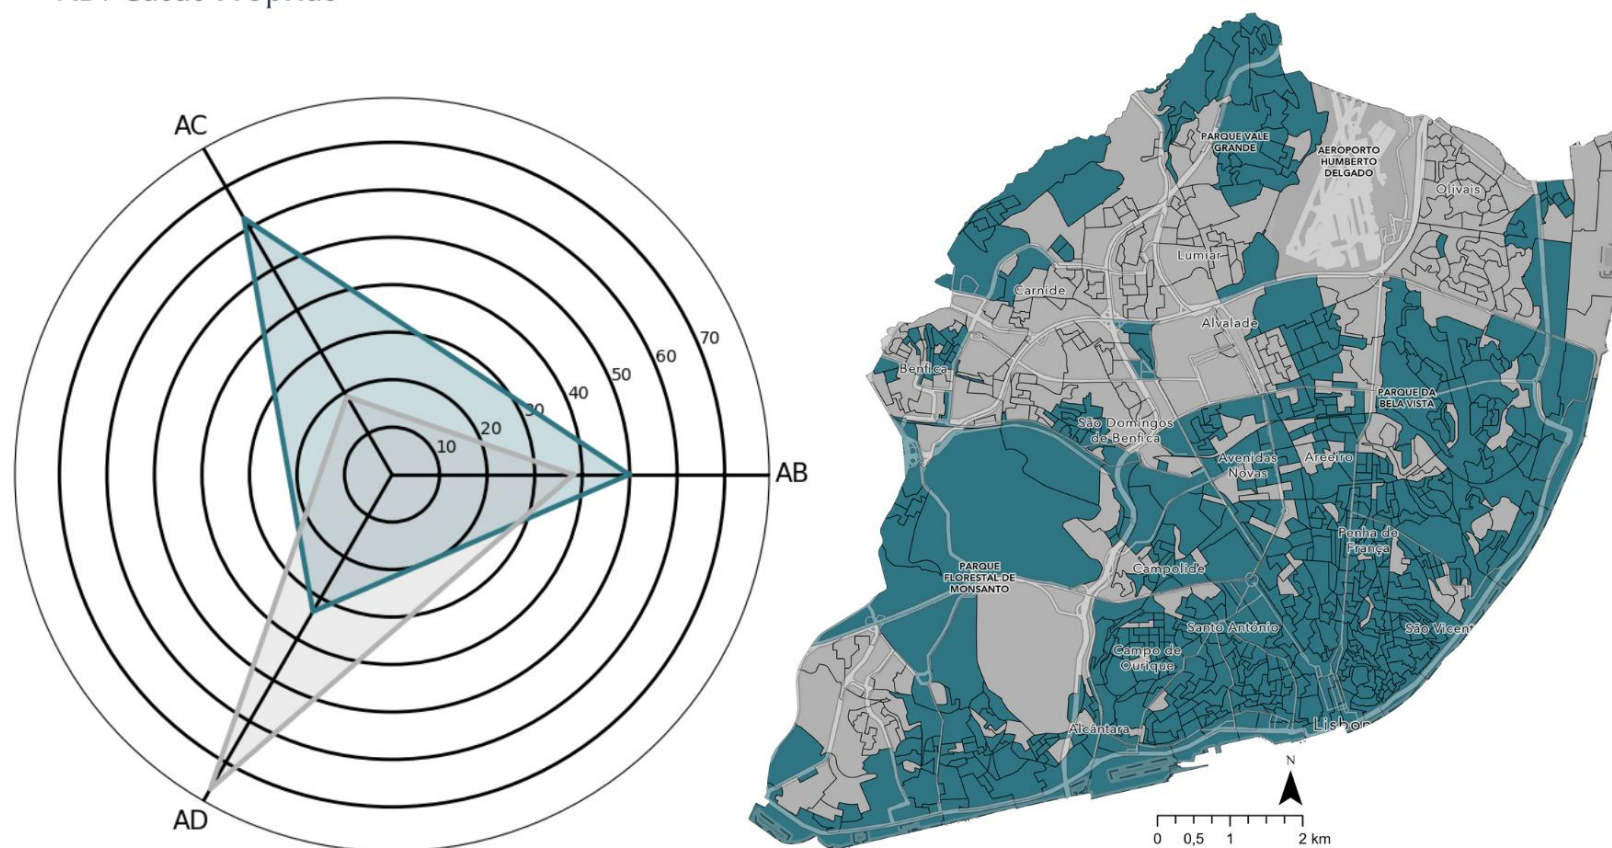 AC
70
60
50
40
30
20
10
AB
AD
PARQUE VALE
GRANDE
AEROPORTO
HUMBERTO
DELGADO
Olivais
Lumiar
Carnide
Alvalade
Benfica
PARQUE DA
BELA VISTA
São Domingos
de Benfica
Avenidas
Novas
Areeiro
Penha de
França
Campolide
PARQUE
FLORESTAL DE
MONSANTO
Santo António
São Vicen
Campo de
Ourique
Alcântara
Lisbon
N
0 0,5 1 2 km